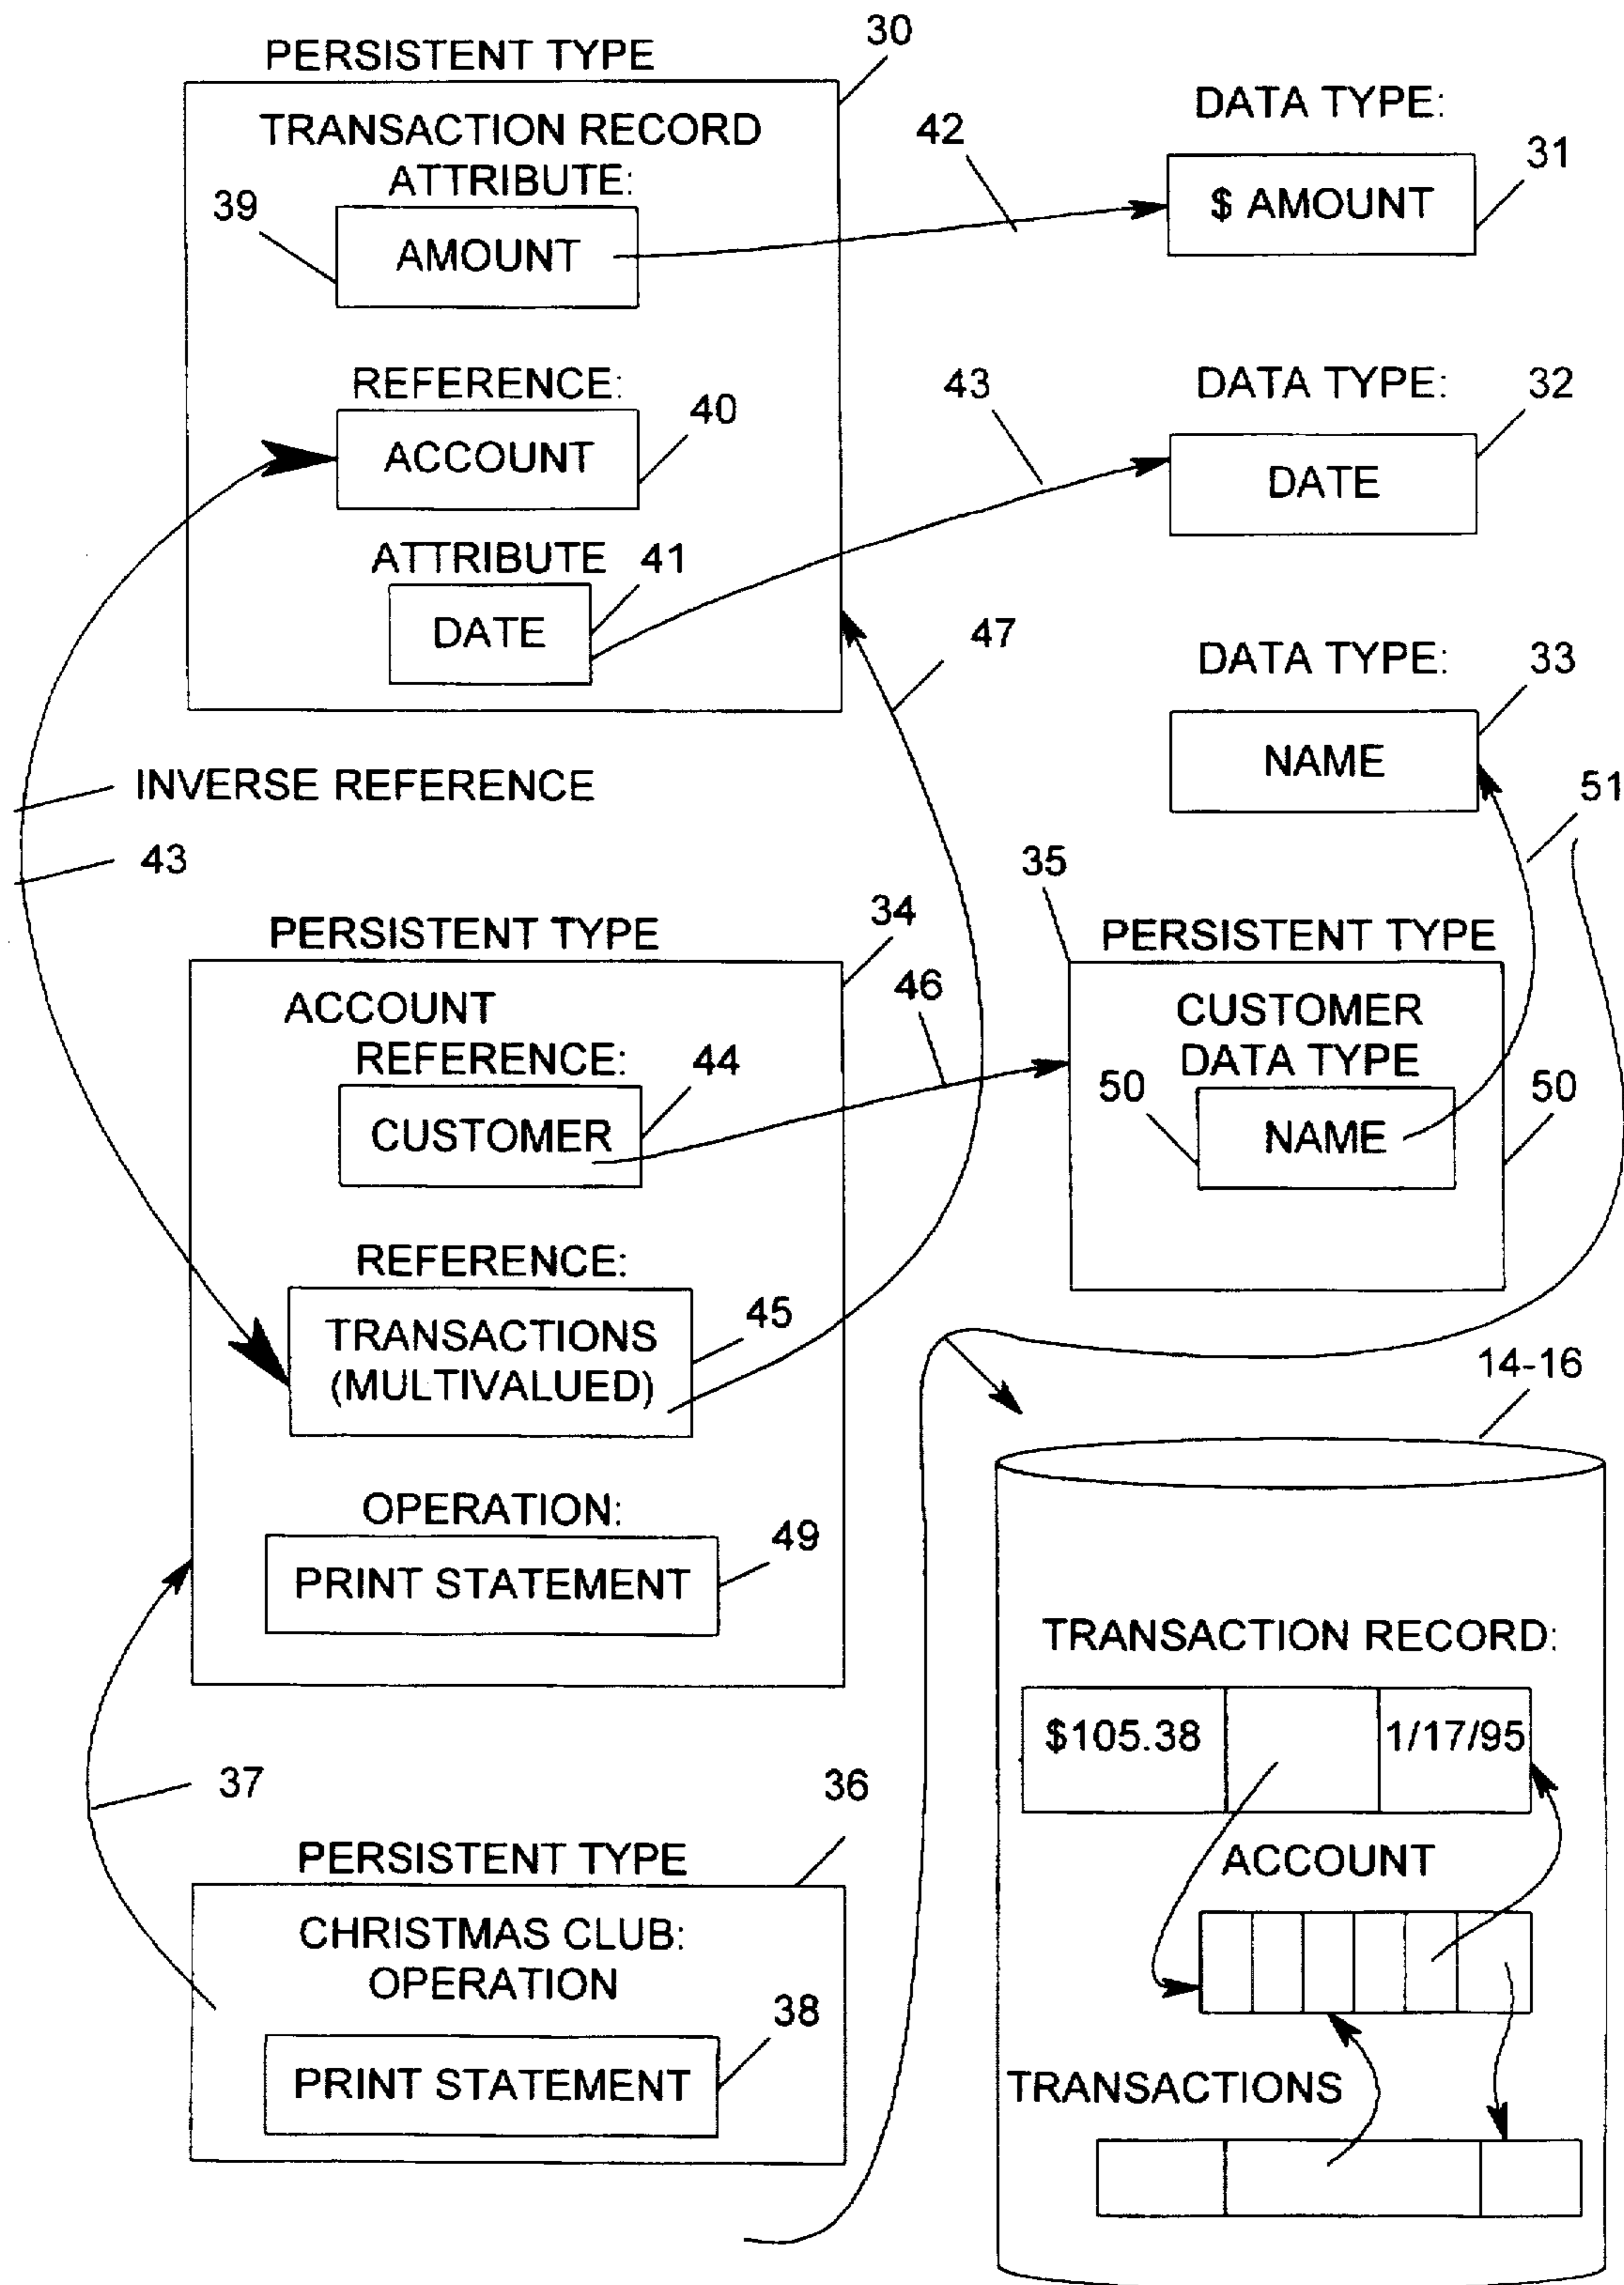 PERSISTENT TYPE
30
TRANSACTION RECORD
ATTRIBUTE:
39
AMOUNT
42
DATA TYPE:
$ AMOUNT
31
REFERENCE:
ACCOUNT
40
43
DATA TYPE:
DATE
32
ATTRIBUTE
41
DATE
47
DATA TYPE:
NAME
33
51
INVERSE REFERENCE
43
PERSISTENT TYPE
34
ACCOUNT
REFERENCE:
CUSTOMER
44
46
35
PERSISTENT TYPE
CUSTOMER
DATA TYPE
50
NAME
50
REFERENCE:
TRANSACTIONS
(MULTIVALUED)
45
OPERATION:
PRINT STATEMENT
49
14-16
TRANSACTION RECORD:
$105.38
1/17/95
ACCOUNT
TRANSACTIONS
37
36
PERSISTENT TYPE
CHRISTMAS CLUB:
OPERATION
38
PRINT STATEMENT